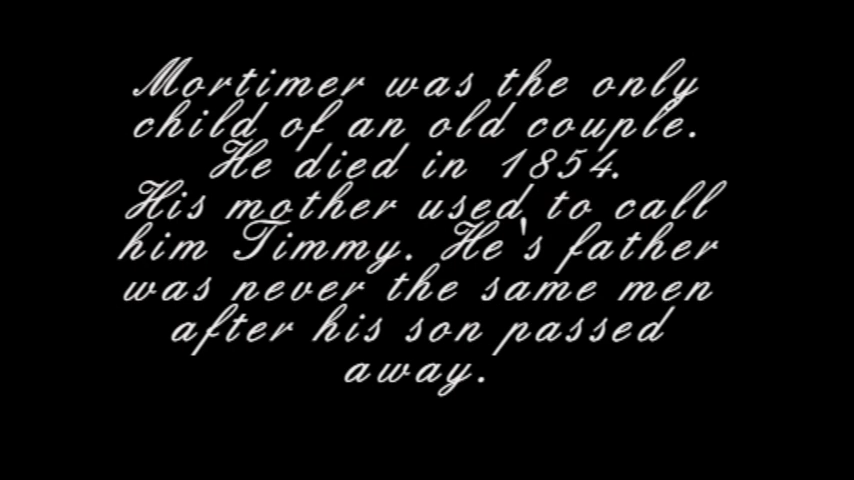 Mortimer was the only
child of an old couple.
He died in 1854.
His mother used to call
him Timmy. He's father
was never the same men
after his son passed
away.